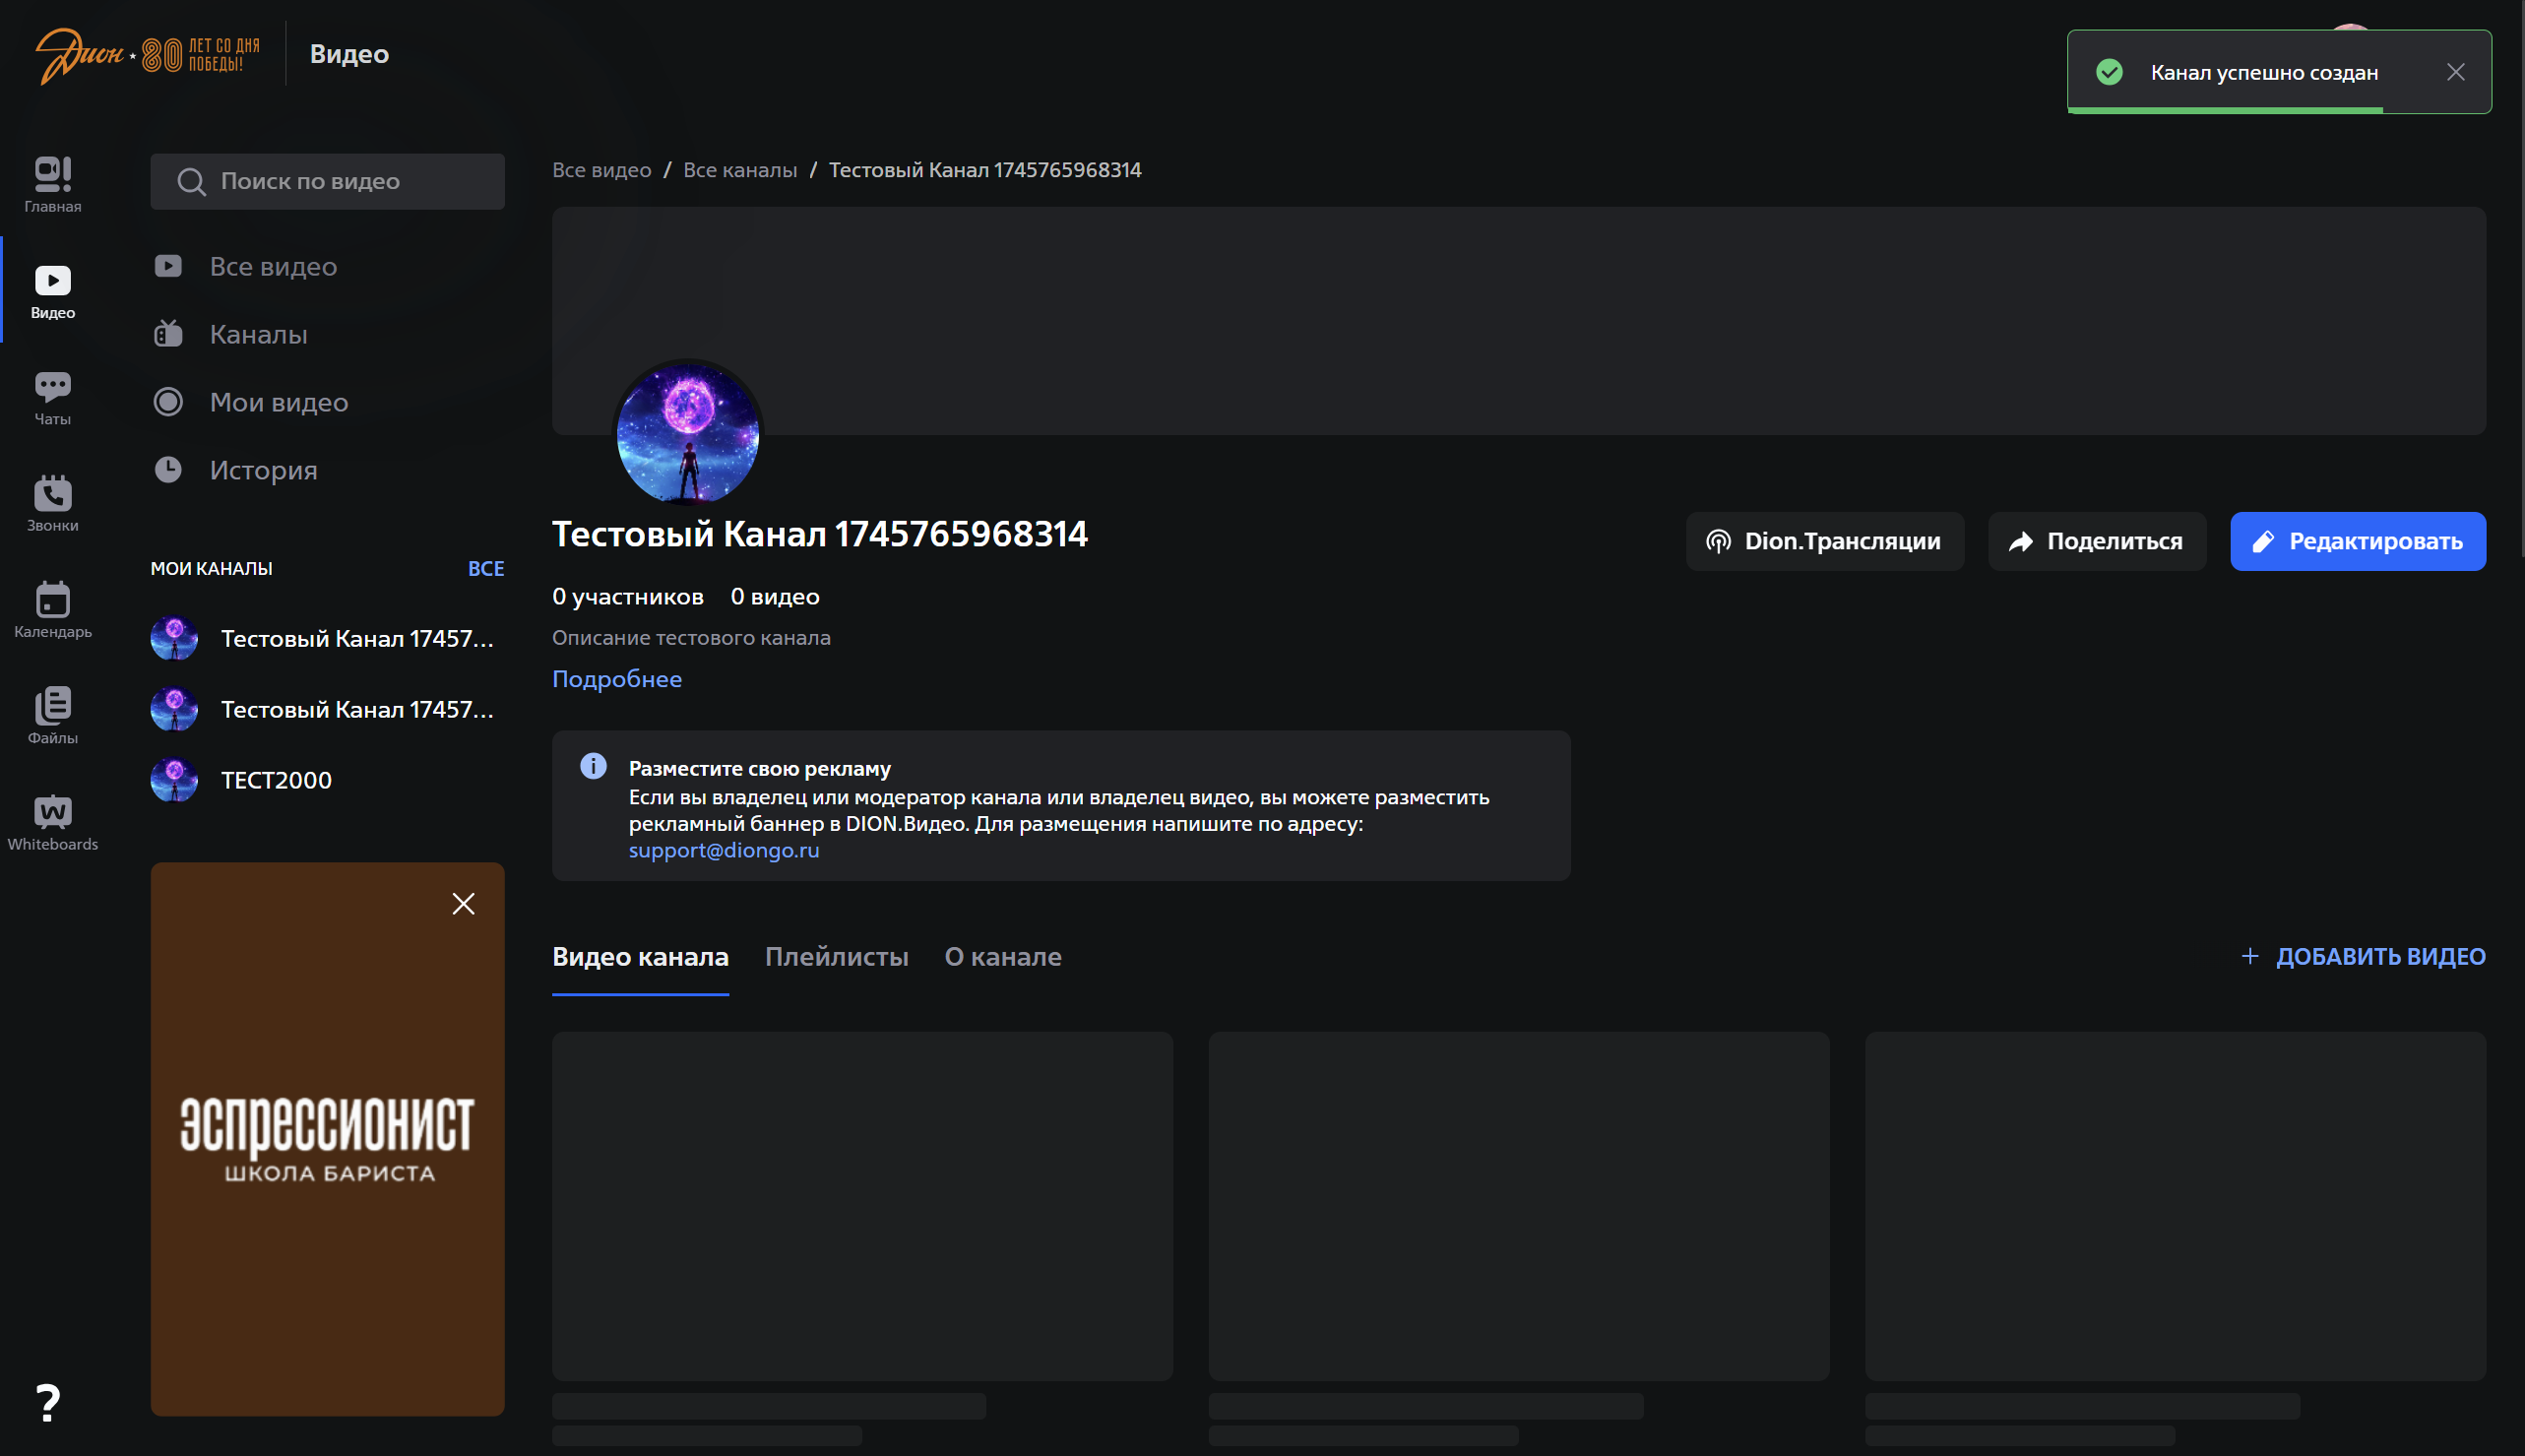 Дион
80 ЛЕТ СО ДНЯ
ПОБЕДЫ!
Видео
Канал успешно создан
Главная
Видео
Чаты
Звонки
Календарь
Файлы
Whiteboards
?
Поиск по видео
Все видео
Каналы
Мои видео
История
МОИ КАНАЛЫ
ВСЕ
Тестовый Канал 17457...
Тестовый Канал 17457...
ТЕСТ2000
ЭСПРЕССИОНИСТ
ШКОЛА БАРИСТА
Все видео / Все каналы / Тестовый Канал 1745765968314
Тестовый Канал 1745765968314
Dion.Трансляции
Поделиться
Редактировать
0 участников 0 видео
Описание тестового канала
Подробнее
Разместите свою рекламу
Если вы владелец или модератор канала или владелец видео, вы можете разместить
рекламный баннер в DION.Видео. Для размещения напишите по адресу:
support@diongo.ru
Видео канала
Плейлисты
О канале
+ ДОБАВИТЬ ВИДЕО